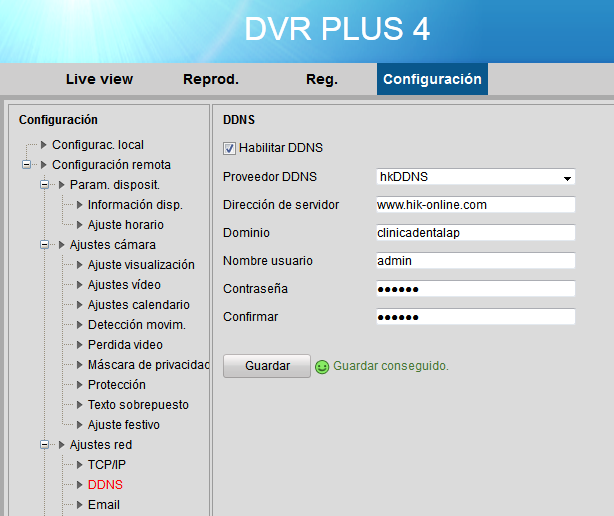 DVR PLUS 4
Live view Reprod. Reg. Configuración
Configuración
Configurac. local
Configuración remota
Param. disposit.
Información disp.
Ajuste horario
Ajustes cámara
Ajuste visualización
Ajustes vídeo
Ajustes calendario
Detección movim.
Perdida video
Máscara de privacidad
Protección
Texto sobrepuesto
Ajuste festivo
Ajustes red
TCP/IP
DDNS
Email
DDNS
Habilitar DDNS
Proveedor DDNS hkDDNS
Dirección de servidor www.hik-online.com
Dominio clinicadentalap
Nombre usuario admin
Contraseña ●●●●●●
Confirmar ●●●●●●
Guardar Guardar conseguido.